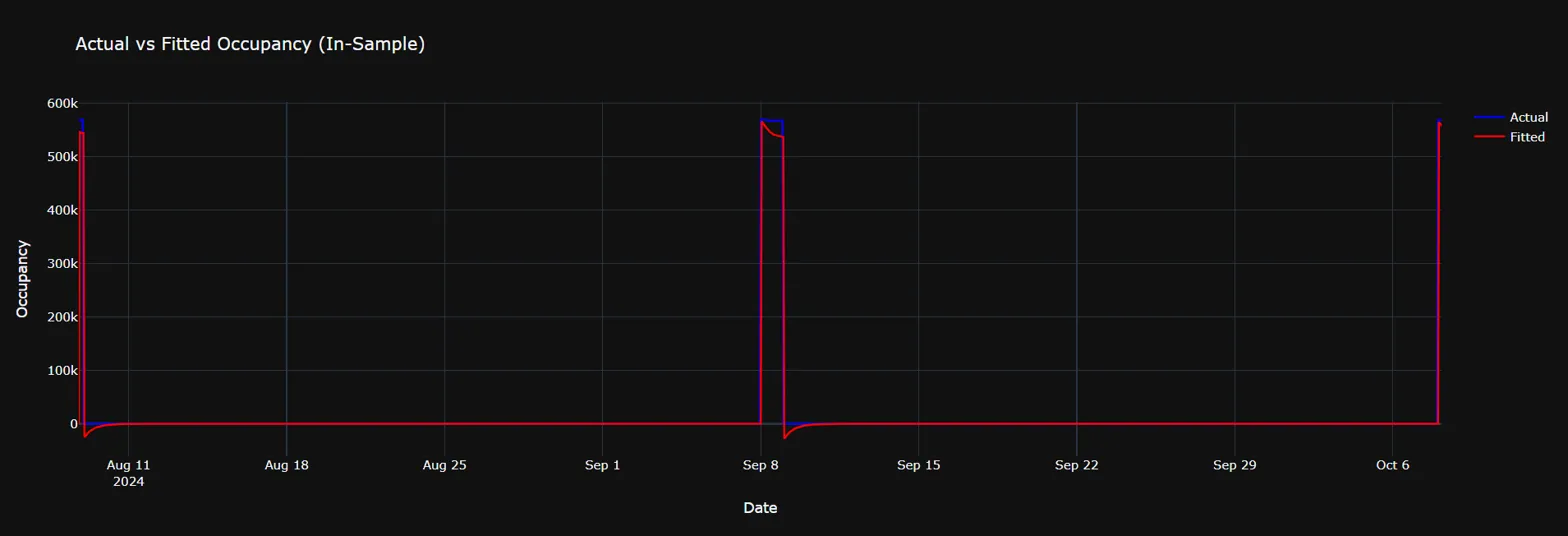 Actual vs Fitted Occupancy (In-Sample)
600k
500k
400k
300k
200k
100k
0
Occupancy
Aug 11
2024
Aug 18
Aug 25
Sep 1
Sep 8
Sep 15
Sep 22
Sep 29
Oct 6
Date
Actual
Fitted